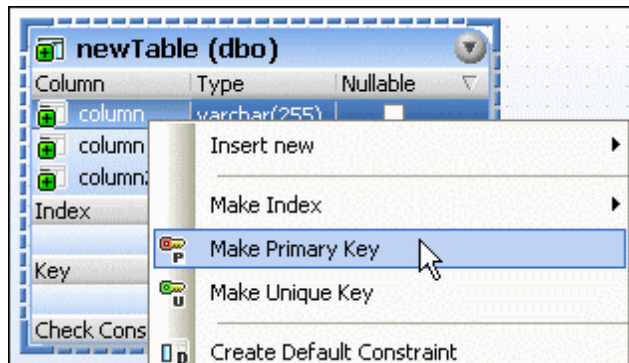 newTable (dbo)
Column Type Nullable
column varchar(255)
column
column
Insert new
Index
Make Index
Make Primary Key
Key
Make Unique Key
Check Cons
Create Default Constraint